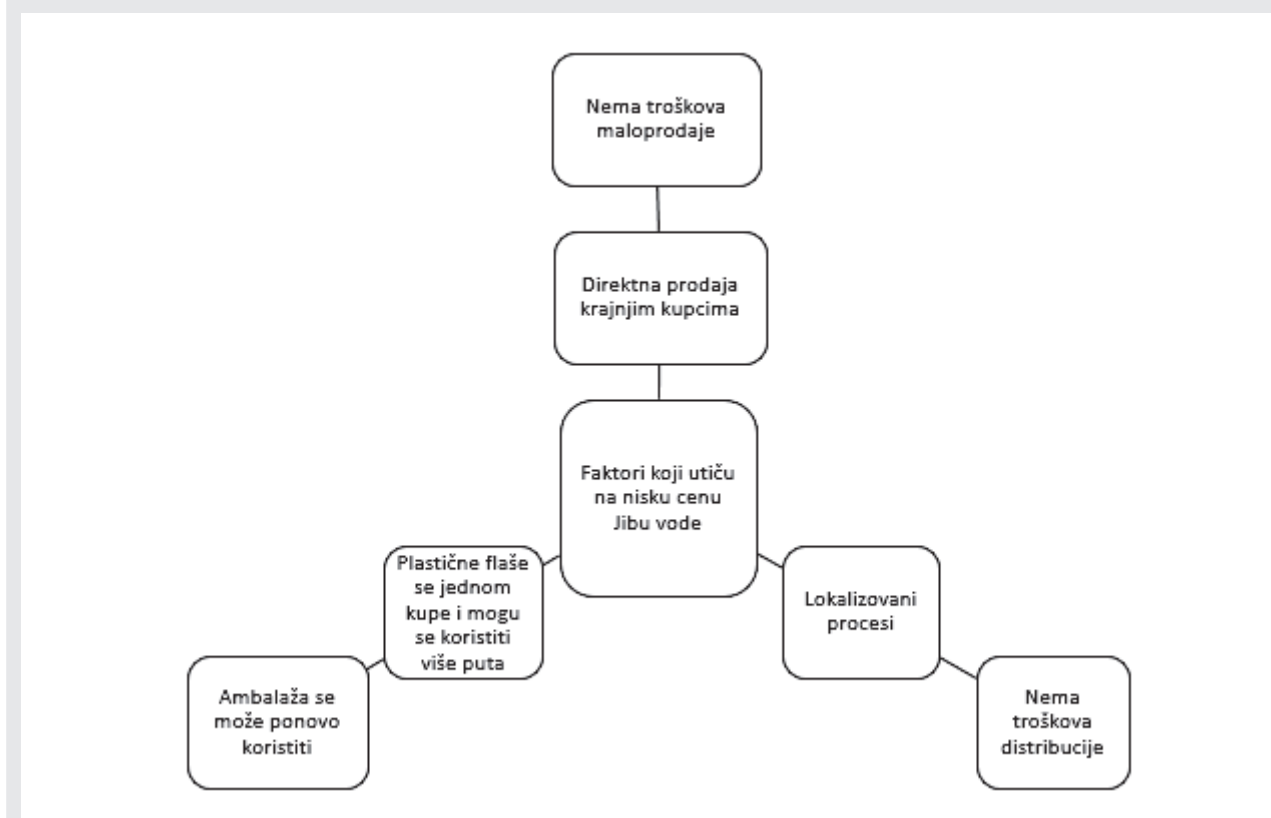 Nema troškova
maloprodaje
Direktna prodaja
krajnjim kupcima
Faktori koji utiču
na nisku cenu
Jibu vode
Plastične flaše
se jednom
kupe i mogu
se koristiti
više puta
Lokalizovani
procesi
Ambalaža se
može ponovo
koristiti
Nema
troškova
distribucije